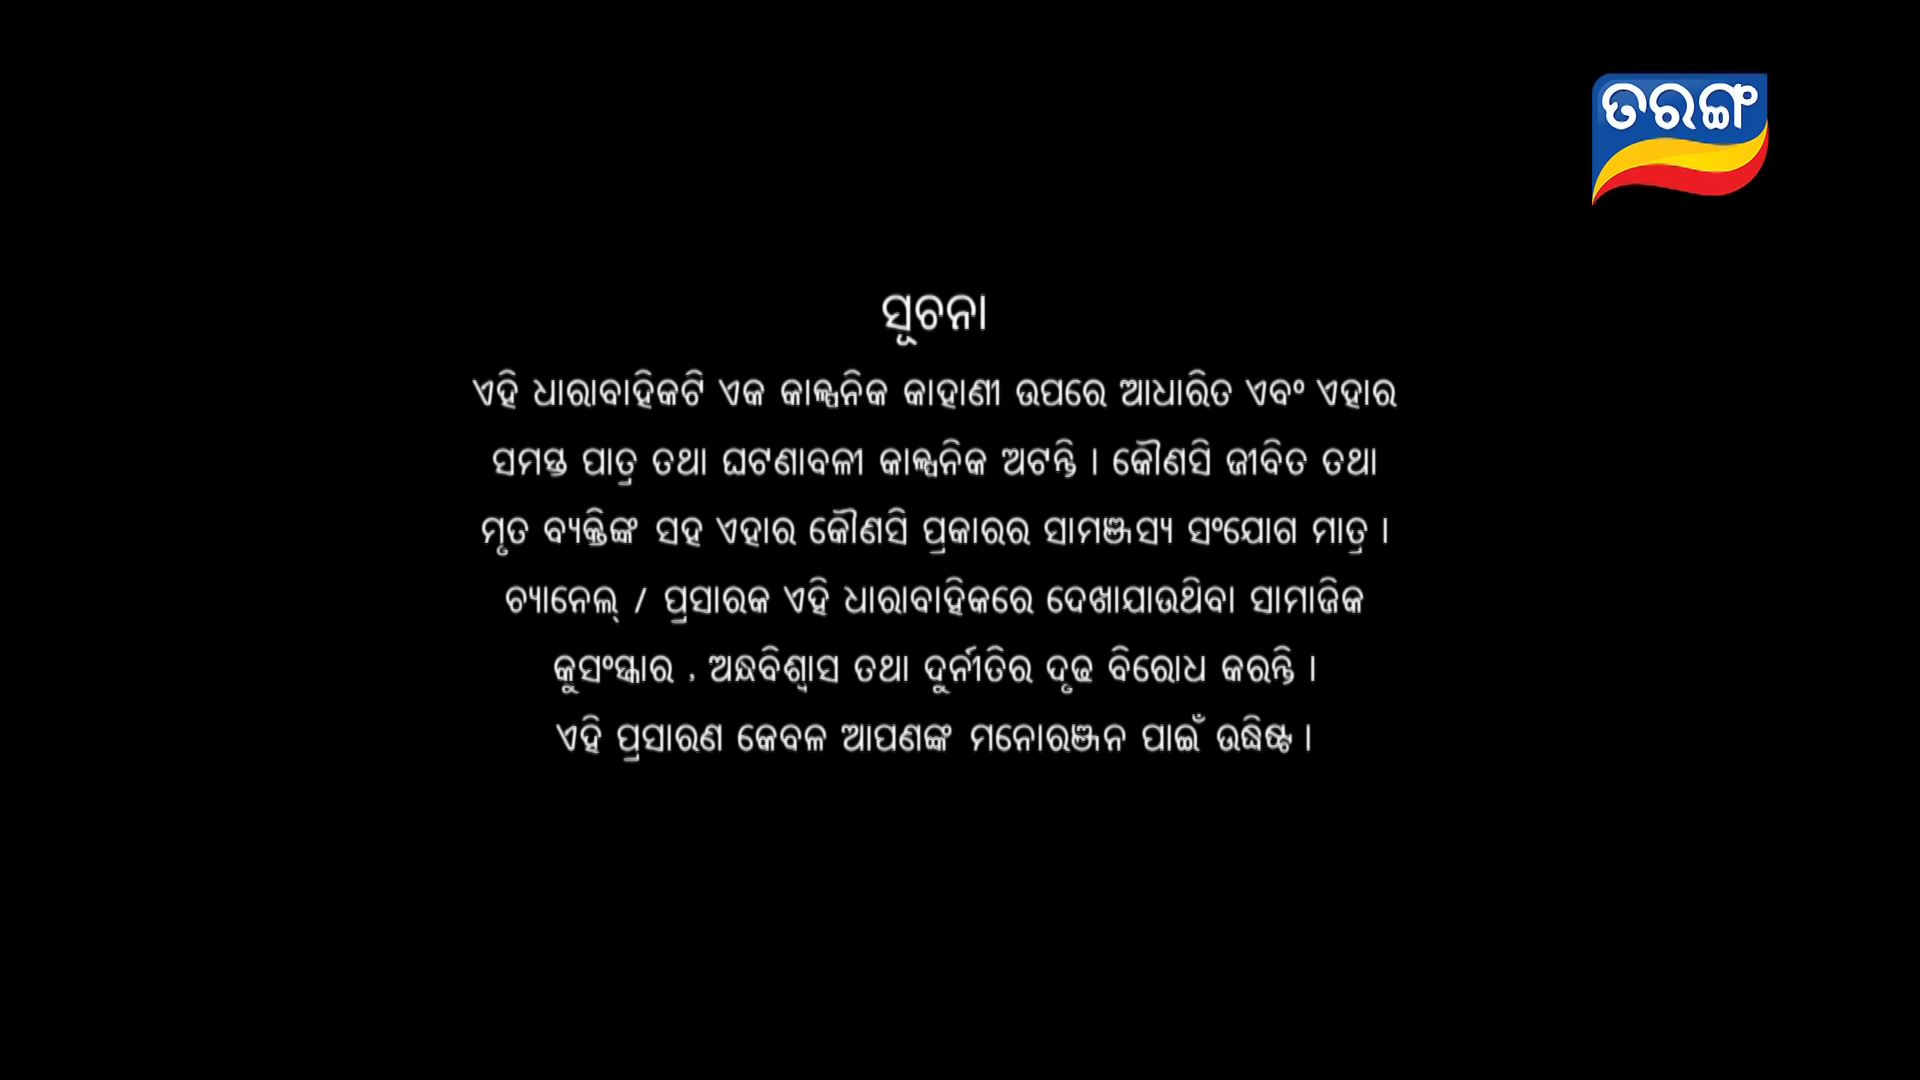 ତରଙ୍ଗ
ସୂଚନା
ଏହି ଧାରାବାହିକଟି ଏକ କାଳ୍ପନିକ କାହାଣୀ ଉପରେ ଆଧାରିତ ଏବଂ ଏହାର
ସମସ୍ତ ପାତ୍ର ତଥା ଘଟଣାବଳୀ କାଳ୍ପନିକ ଅଟନ୍ତି । କୌଣସି ଜୀବିତ ତଥା
ମୃତ ବ୍ୟକ୍ତିଙ୍କ ସହ ଏହାର କୌଣସି ପ୍ରକାରର ସାମଞ୍ଜସ୍ୟ ସଂଯୋଗ ମାତ୍ର ।
ଚ୍ୟାନେଲ୍ / ପ୍ରସାରକ ଏହି ଧାରାବାହିକରେ ଦେଖାଯାଉଥିବା ସାମାଜିକ
କୁସଂସ୍କାର , ଅନ୍ଧବିଶ୍ୱାସ ତଥା ଦୁର୍ନୀତିର ଦୃଢ ବିରୋଧ କରନ୍ତି ।
ଏହି ପ୍ରସାରଣ କେବଳ ଆପଣଙ୍କ ମନୋରଞ୍ଜନ ପାଇଁ ଉଦ୍ଧିଷ୍ଟ ।